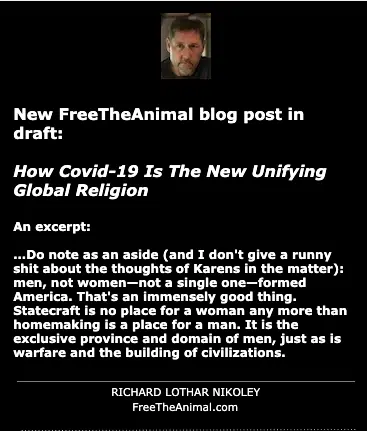 New FreeTheAnimal blog post in
draft:
How Covid-19 Is The New Unifying
Global Religion
An excerpt:
...Do note as an aside (and I don't give a runny
shit about the thoughts of Karens in the matter):
men, not women—not a single one—formed
America. That's an immensely good thing.
Statecraft is no place for a woman any more than
homemaking is a place for a man. It is the
exclusive province and domain of men, just as is
warfare and the building of civilizations.
RICHARD LOTHAR NIKOLEY
FreeTheAnimal.com